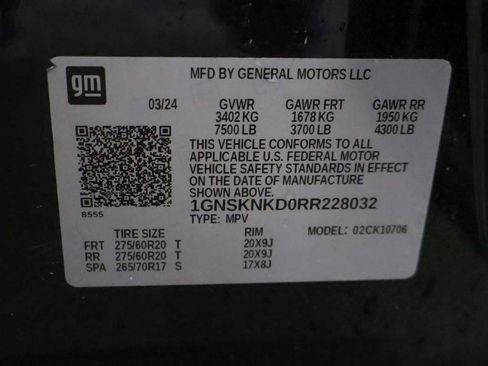 gm
MFD BY GENERAL MOTORS LLC
03/24 GVWR GAWR FRT GAWR RR
3402 KG 1678 KG 1950 KG
7500 LB 3700 LB 4300 LB
THIS VEHICLE CONFORMS TO ALL
APPLICABLE U.S. FEDERAL MOTOR
VEHICLE SAFETY STANDARDS IN EFFECT
ON THE DATE OF MANUFACTURE
SHOWN ABOVE.
1GNSKNKD0RR228032
8555
TYPE: MPV MODEL: 02CK10706
TIRE SIZE RIM
FRT 275/60R20 T 20X9J
RR 275/60R20 T 20X9J
SPA 265/70R17 S 17X8J